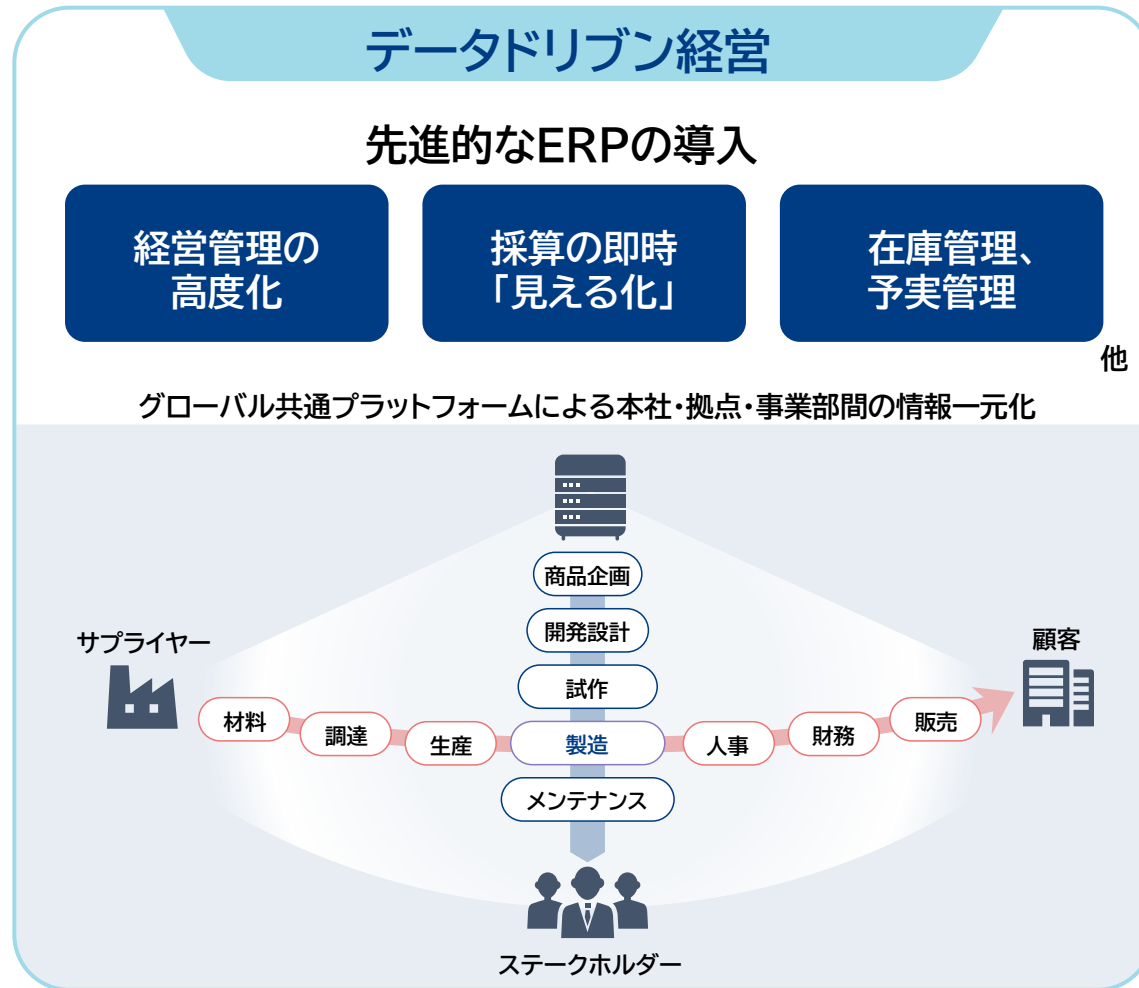 データドリブン経営
先進的なERPの導入
経営管理の
高度化
採算の即時
「見える化」
在庫管理、
予実管理
他
グローバル共通プラットフォームによる本社・拠点・事業部間の情報一元化
商品企画
開発設計
試作
サプライヤー
顧客
材料
調達
生産
製造
人事
財務
販売
メンテナンス
ステークホルダー